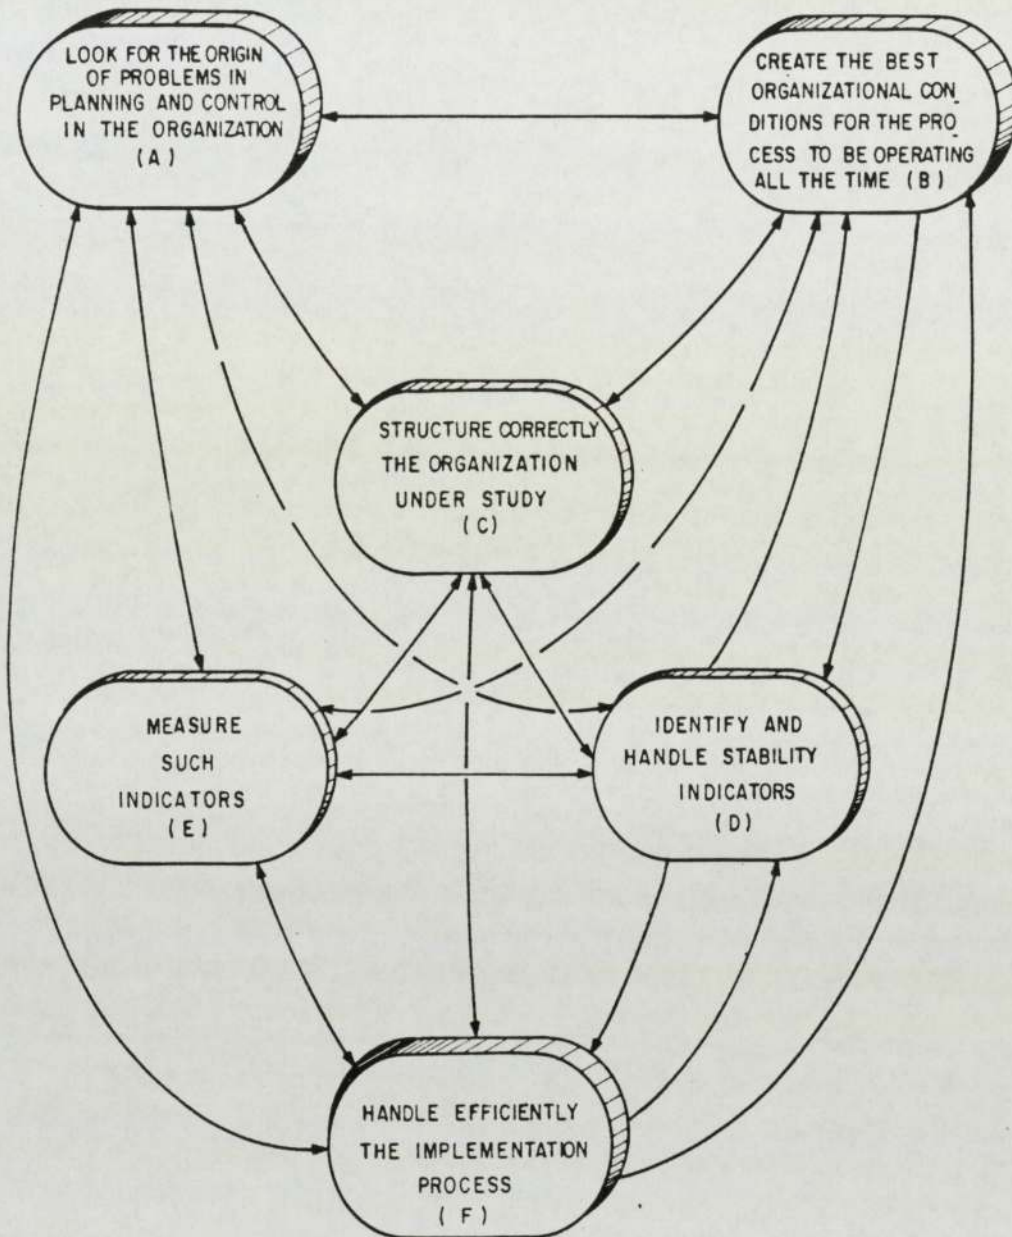 LOOK FOR THE ORIGIN
OF PROBLEMS IN
PLANNING AND CONTROL
IN THE ORGANIZATION
(A)
CREATE THE BEST
ORGANIZATIONAL CON_
DITIONS FOR THE PRO_
CESS TO BE OPERATING
ALL THE TIME (B)
STRUCTURE CORRECTLY
THE ORGANIZATION
UNDER STUDY
(C)
MEASURE
SUCH
INDICATORS
(E)
IDENTIFY AND
HANDLE STABILITY
INDICATORS
(D)
HANDLE EFFICIENTLY
THE IMPLEMENTATION
PROCESS
(F)